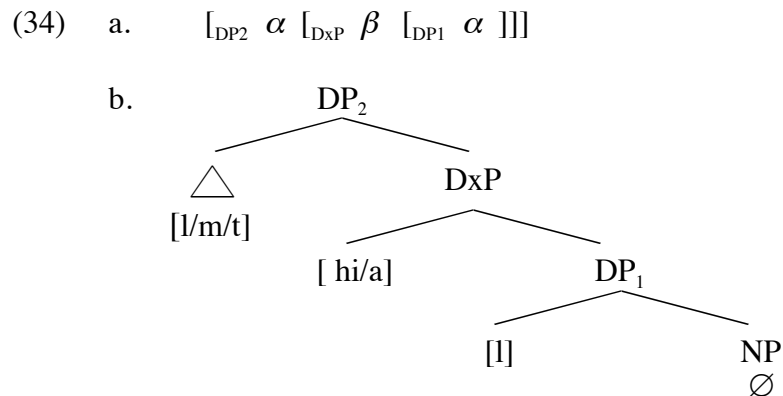 (34) a. [DP2 α [DxP β [DP1 α ]]]
b. DP2
DxP
[l/m/t]
[ hi/a] DP1
[l] NP
∅